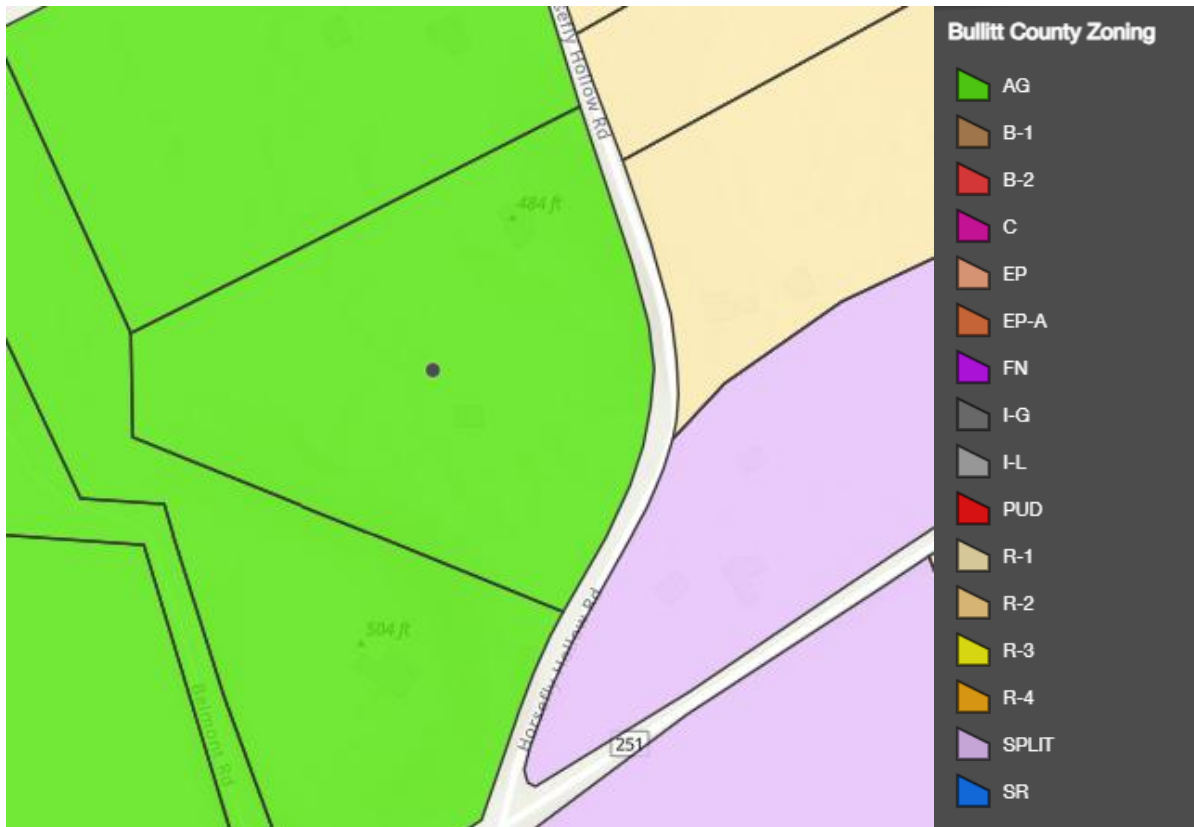 Bullitt County Zoning
AG
B-1
B-2
C
EP
EP-A
FN
I-G
I-L
PUD
R-1
R-2
R-3
R-4
SPLIT
SR
sefly Hollow Rd
484 ft
504 ft
Horsefly Hollow Rd
Belmont Rd
251